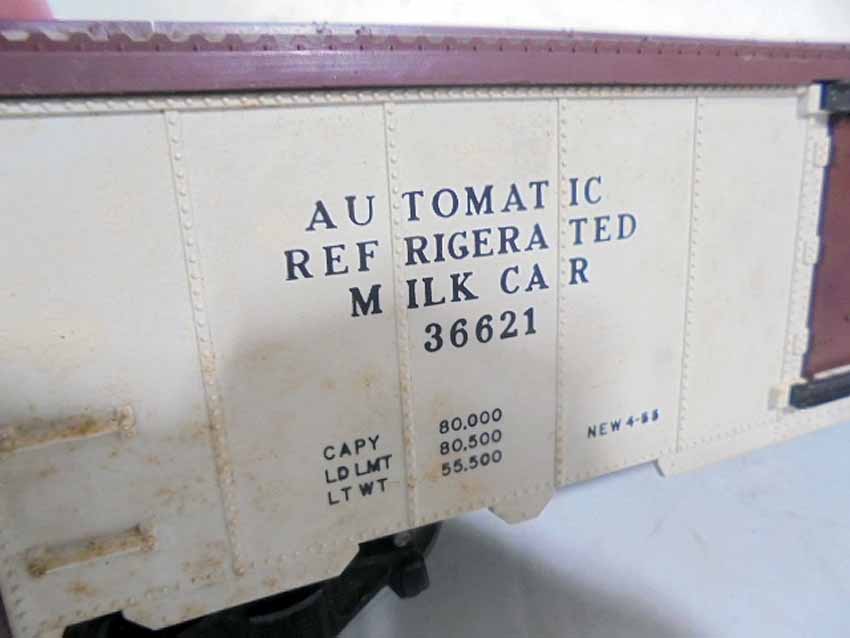 AUTOMATIC
REFRIGERATED
MILK CAR
36621
CAPY 80,000
LD LMT 80,500
LT WT 55,500
NEW 4-55